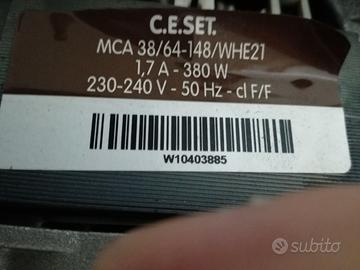 C.E.SET.
MCA 38/64-148/WHE21
1,7 A - 380 W
230-240 V - 50 Hz - cl F/F
W10403885
subito